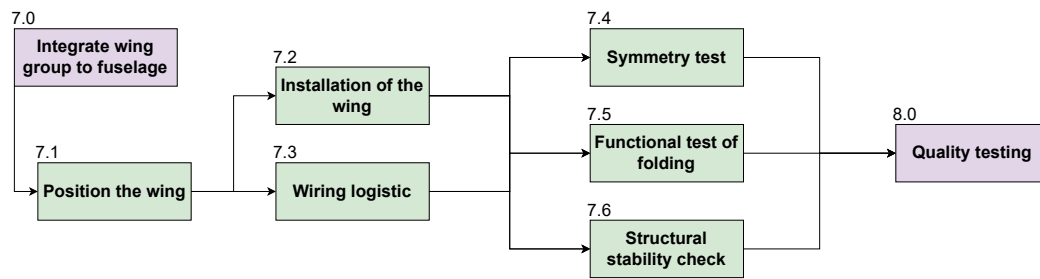 7.0
Integrate wing
group to fuselage
7.1
Position the wing
7.2
Installation of the
wing
7.3
Wiring logistic
7.4
Symmetry test
7.5
Functional test of
folding
7.6
Structural
stability check
8.0
Quality testing